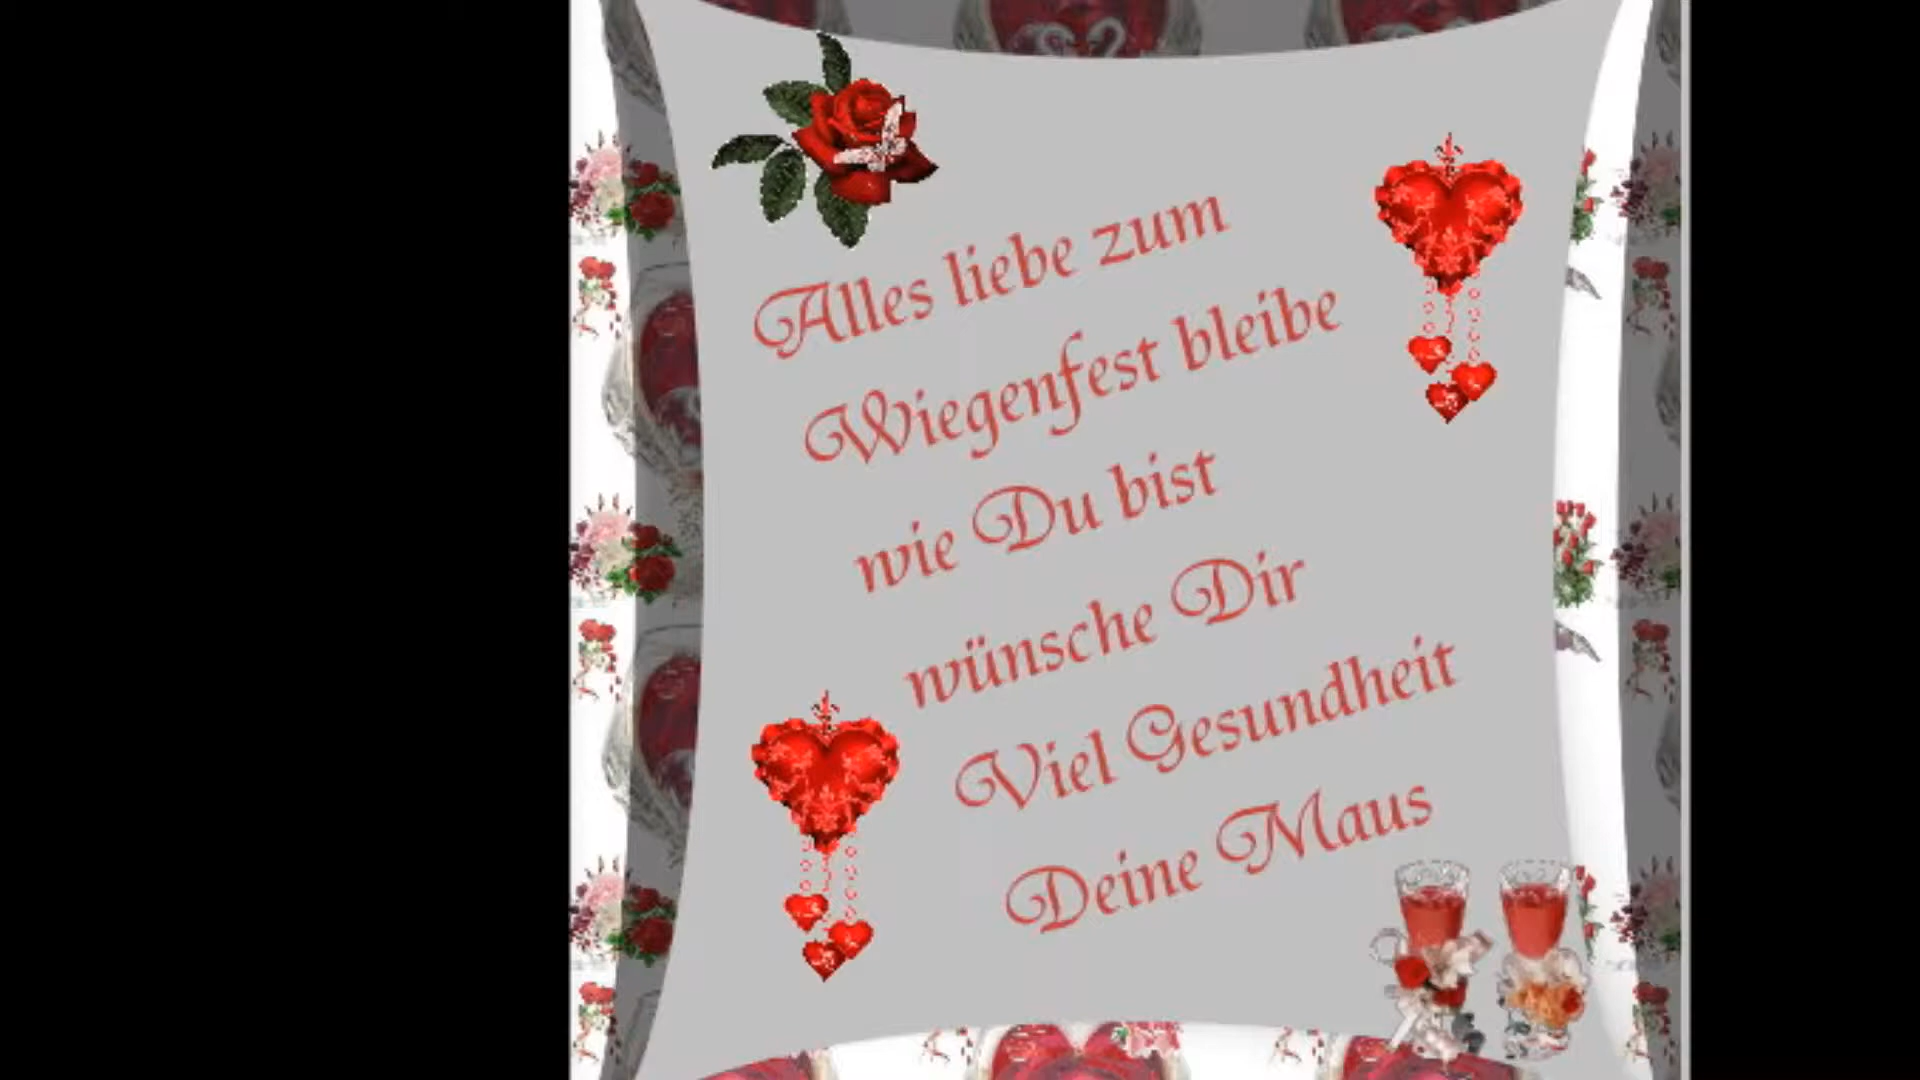 Alles liebe zum
Wiegenfest bleibe
wie Du bist
wünsche Dir
Viel Gesundheit
Deine Maus